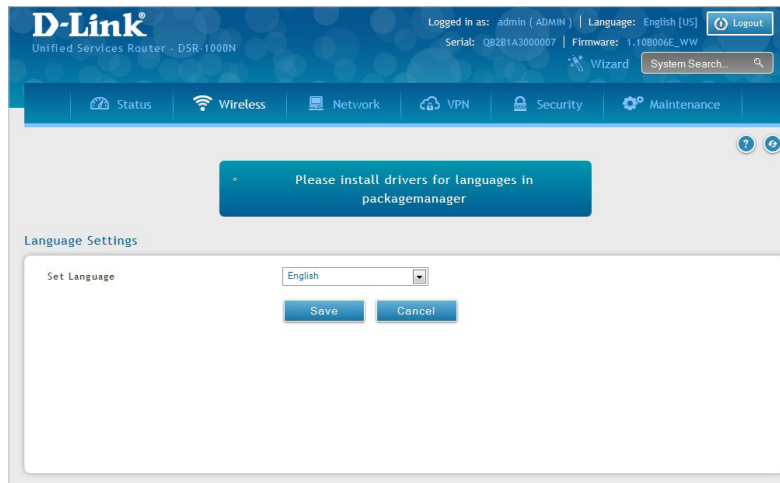 D-Link®
Unified Services Router - DSR-1000N
Logged in as: admin ( ADMIN ) | Language: English [US]
Logout
Serial: QB2B1A3000007 | Firmware: 1.10B006E_WW
Wizard
System Search...
Status
Wireless
Network
VPN
Security
Maintenance
Please install drivers for languages in
packagemanager
Language Settings
Set Language
English
Save
Cancel